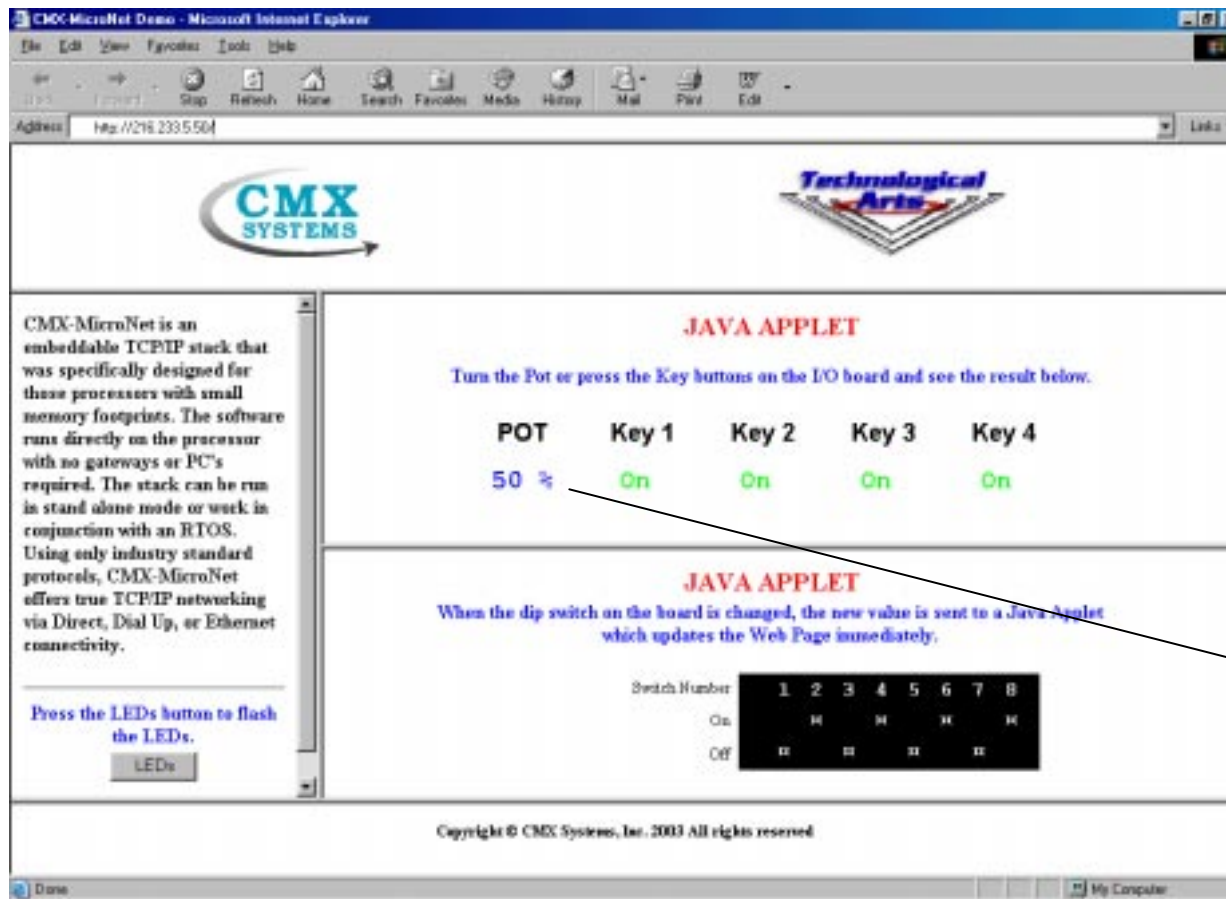 CMX-MicroNet Demo - Microsoft Internet Explorer
File Edit View Favorites Tools Help
Back Forward Stop Refresh Home Search Favorites Media History Mail Print Edit
Address http://216.233.5.50/ Links
CMX
SYSTEMS
Technological
Arts
CMX-MicroNet is an
embeddable TCP/IP stack that
was specifically designed for
those processors with small
memory footprints. The software
runs directly on the processor
with no gateways or PC's
required. The stack can be run
in stand alone mode or work in
conjunction with an RTOS.
Using only industry standard
protocols, CMX-MicroNet
offers true TCP/IP networking
via Direct, Dial Up, or Ethernet
connectivity.
Press the LEDs button to flash
the LEDs.
LEDs
JAVA APPLET
Turn the Pot or press the Key buttons on the I/O board and see the result below.
POT Key 1 Key 2 Key 3 Key 4
50 % On On On On
JAVA APPLET
When the dip switch on the board is changed, the new value is sent to a Java Applet
which updates the Web Page immediately.
Switch Number 1 2 3 4 5 6 7 8
On
Off
Copyright © CMX Systems, Inc. 2003 All rights reserved
Done My Computer